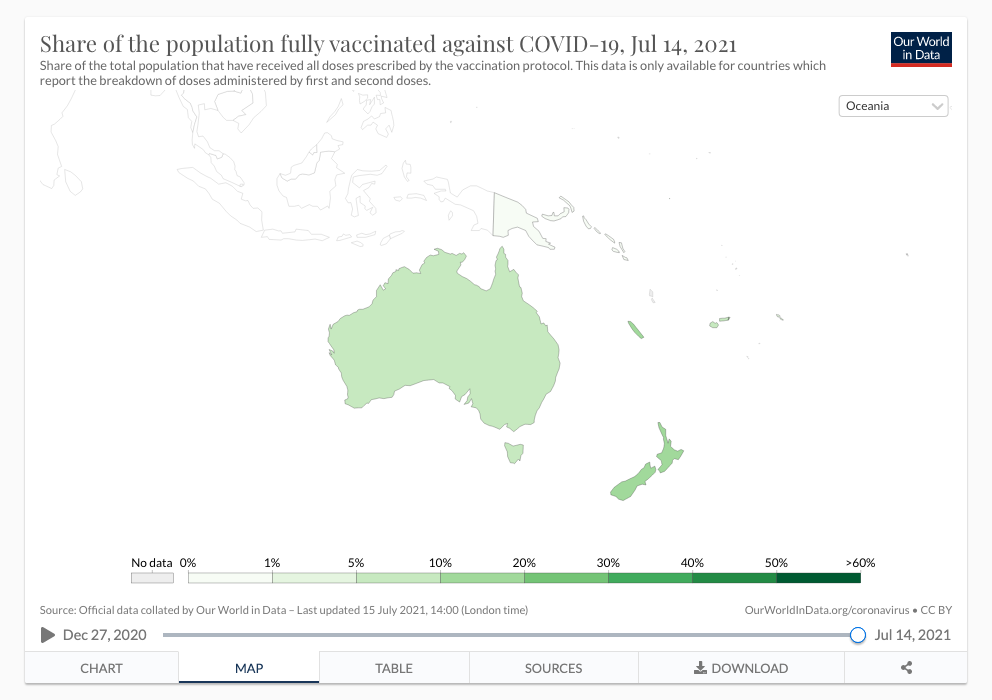 Share of the population fully vaccinated against COVID-19, Jul 14, 2021
Our World
in Data
Share of the total population that have received all doses prescribed by the vaccination protocol. This data is only available for countries which
report the breakdown of doses administered by first and second doses.
Oceania
No data 0% 1% 5% 10% 20% 30% 40% 50% >60%
Source: Official data collated by Our World in Data – Last updated 15 July 2021, 14:00 (London time)
OurWorldInData.org/coronavirus • CC BY
Dec 27, 2020
Jul 14, 2021
CHART MAP TABLE SOURCES DOWNLOAD